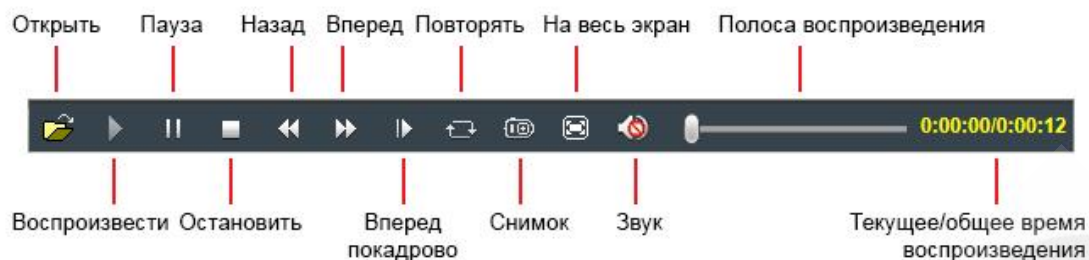 Открыть Пауза Назад Вперед Повторять На весь экран Полоса воспроизведения
0:00:00/0:00:12
Воспроизвести Остановить Вперед покадрово Снимок Звук Текущее/общее время воспроизведения